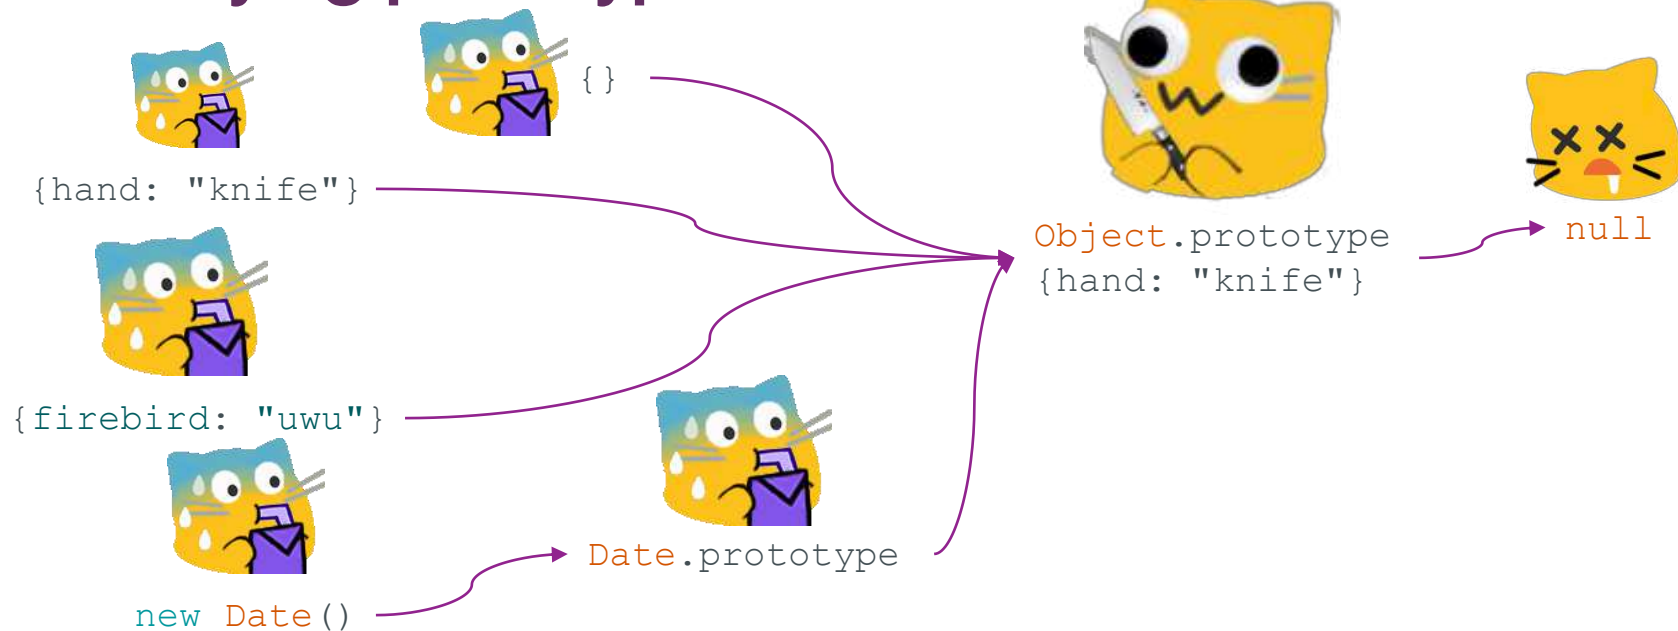 {}
{hand: "knife"}
Object.prototype
{hand: "knife"}
null
{firebird: "uwu"}
Date.prototype
new Date()